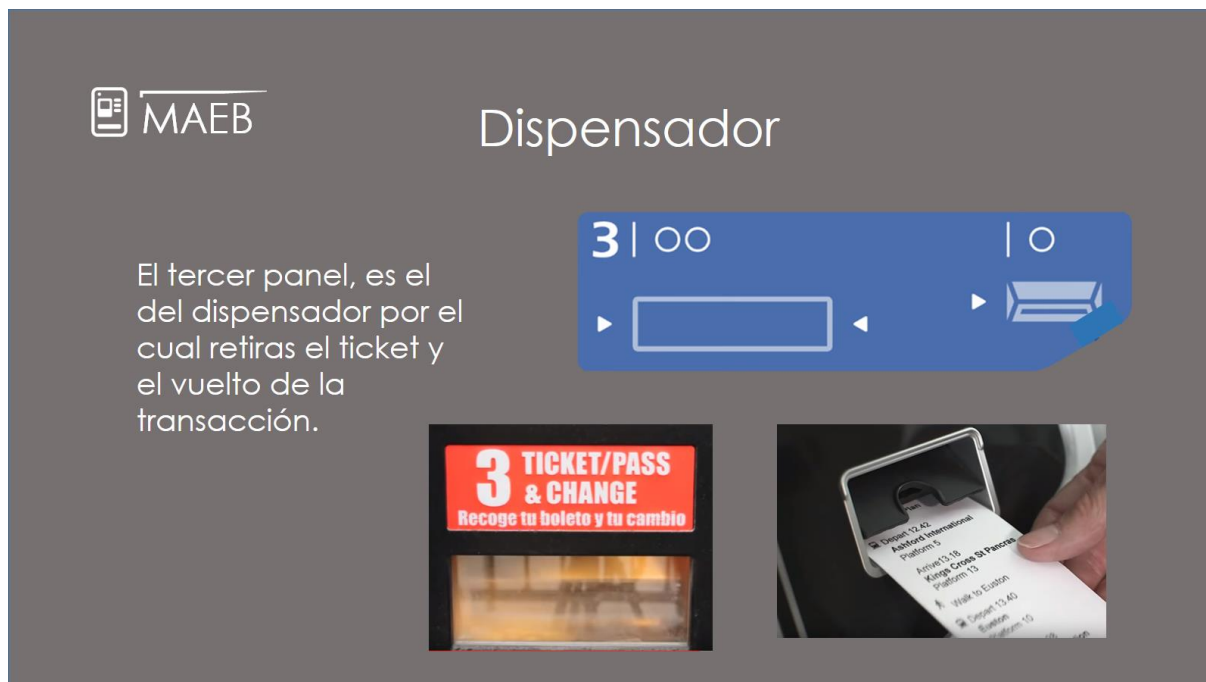 MAEB
Dispensador
El tercer panel, es el
del dispensador por el
cual retiras el ticket y
el vuelto de la
transacción.
3
3 TICKET/PASS
& CHANGE
Recoge tu boleto y tu cambio
Depart 12.42
Ashford International
Platform 5
Arrive13.18
Kings Cross St Pancras
Platform 13
Walk to Euston
Depart 13.40
Euston
Platform 10